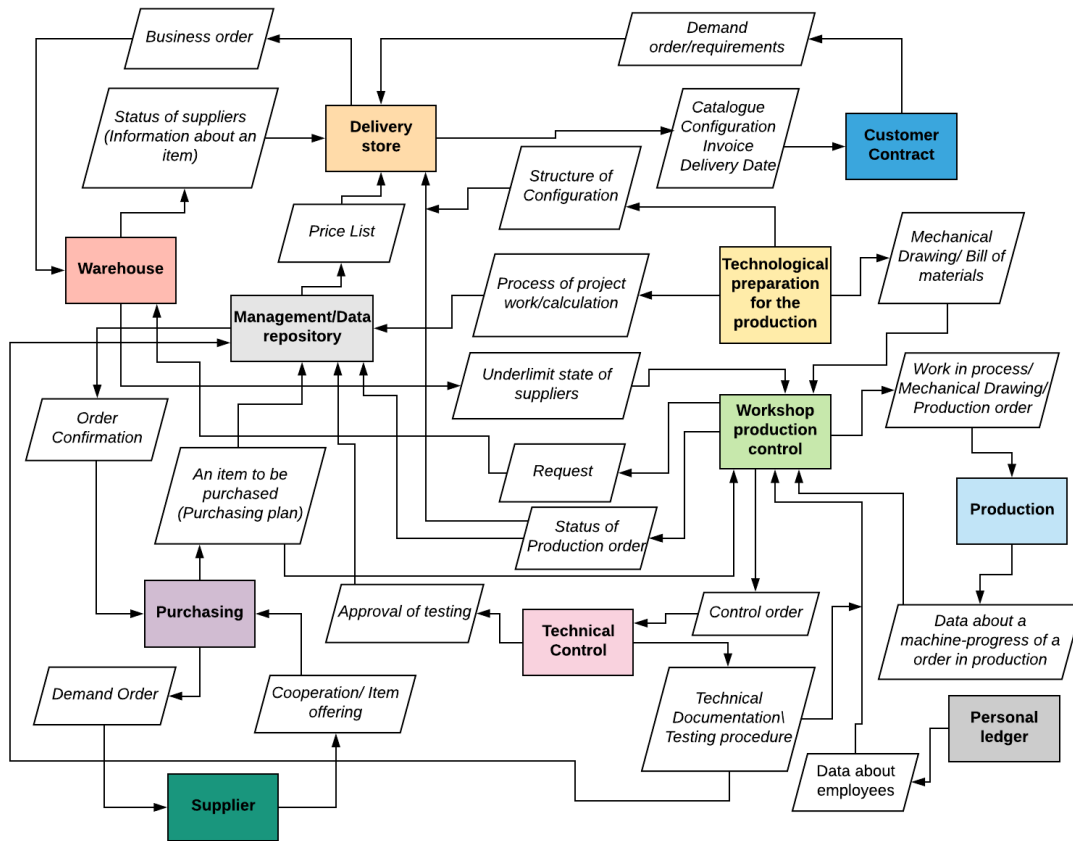 Business order
Demand
order/requirements
Status of suppliers
(Information about an
item)
Delivery
store
Catalogue
Configuration
Invoice
Delivery Date
Customer
Contract
Structure of
Configuration
Price List
Mechanical
Drawing/ Bill of
materials
Warehouse
Technological
preparation
for the
production
Process of project
work/calculation
Management/Data
repository
Underlimit state of
suppliers
Work in process/
Mechanical Drawing/
Production order
Order
Confirmation
Workshop
production
control
An item to be
purchased
(Purchasing plan)
Request
Production
Status of
Production order
Purchasing
Approval of testing
Technical
Control
Control order
Data about a
machine-progress of a
order in production
Demand Order
Cooperation/ Item
offering
Technical
Documentation\
Testing procedure
Personal
ledger
Data about
employees
Supplier